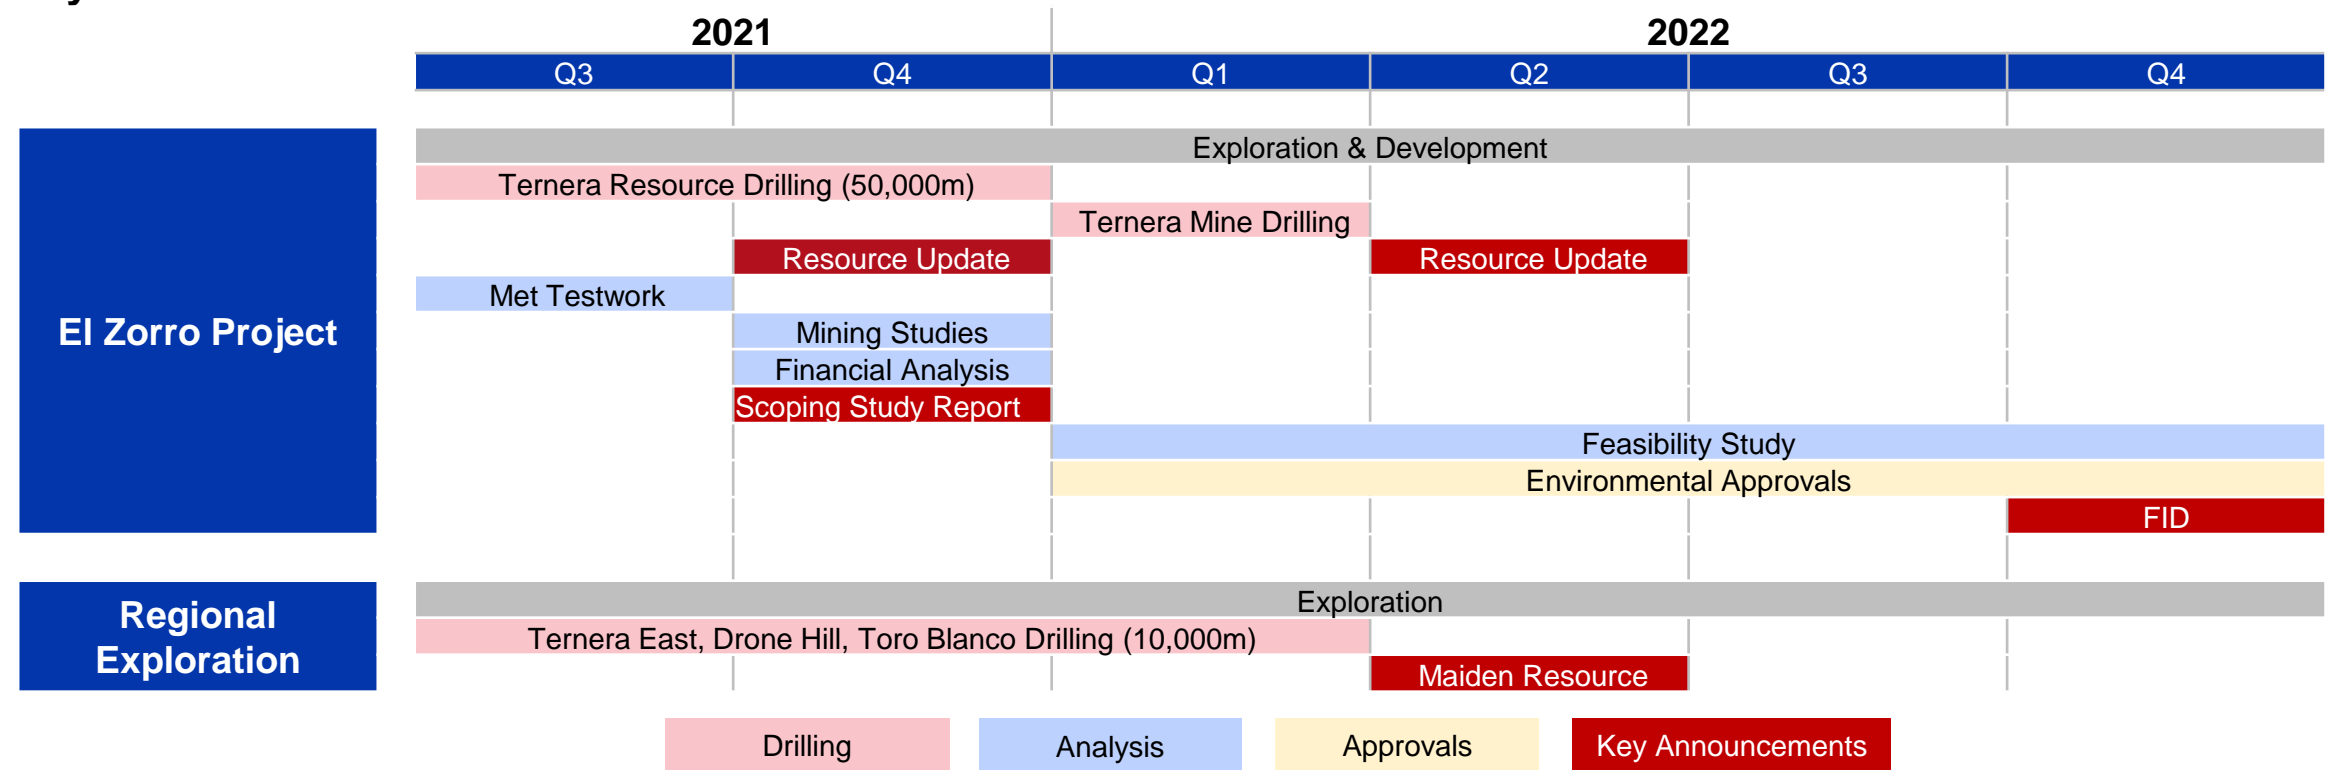 2021
2022
Q3
Q4
Q1
Q2
Q3
Q4
El Zorro Project
Exploration & Development
Ternera Resource Drilling (50,000m)
Ternera Mine Drilling
Resource Update
Resource Update
Met Testwork
Mining Studies
Financial Analysis
Scoping Study Report
Feasibility Study
Environmental Approvals
FID
Regional
Exploration
Exploration
Ternera East, Drone Hill, Toro Blanco Drilling (10,000m)
Maiden Resource
Drilling
Analysis
Approvals
Key Announcements